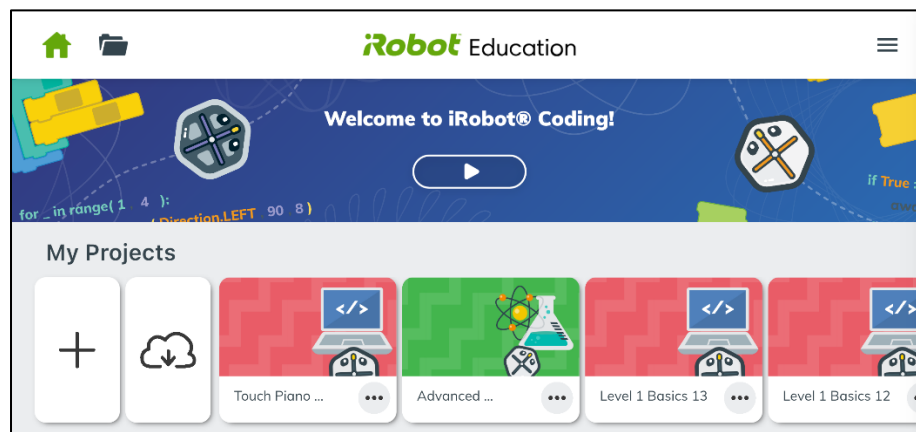 iRobot Education
Welcome to iRobot® Coding!
for _ in range( 1 4 ):
( Direction.LEFT 90 8 )
if True :
My Projects
</>
</>
</>
Touch Piano ...
Advanced ...
Level 1 Basics 13
Level 1 Basics 12